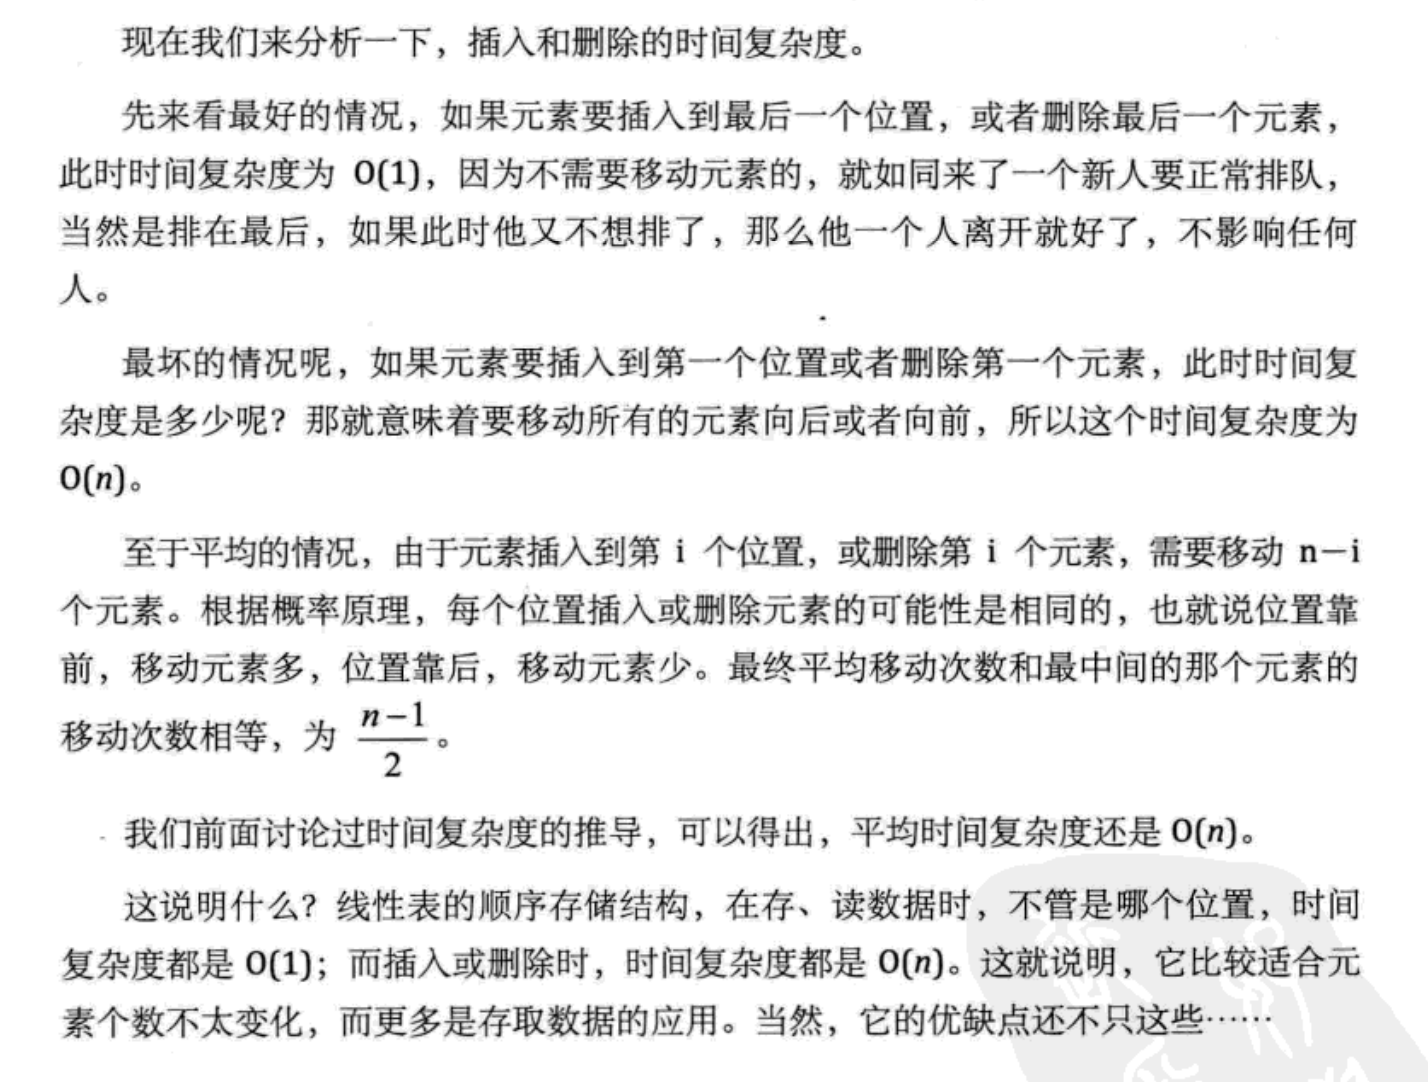 现在我们来分析一下，插入和删除的时间复杂度。
先来看最好的情况，如果元素要插入到最后一个位置，或者删除最后一个元素，
此时时间复杂度为 O(1)，因为不需要移动元素的，就如同来了一个新人要正常排队，
当然是排在最后，如果此时他又不想排了，那么他一个人离开就好了，不影响任何
人。
最坏的情况呢，如果元素要插入到第一个位置或者删除第一个元素，此时时间复
杂度是多少呢？那就意味着要移动所有的元素向后或者向前，所以这个时间复杂度为
O(n)。
至于平均的情况，由于元素插入到第 i 个位置，或删除第 i 个元素，需要移动 n－i
个元素。根据概率原理，每个位置插入或删除元素的可能性是相同的，也就说位置靠
前，移动元素多，位置靠后，移动元素少。最终平均移动次数和最中间的那个元素的
移动次数相等，为 (n−1)/2。
我们前面讨论过时间复杂度的推导，可以得出，平均时间复杂度还是 O(n)。
这说明什么？线性表的顺序存储结构，在存、读数据时，不管是哪个位置，时间
复杂度都是 O(1)；而插入或删除时，时间复杂度都是 O(n)。这就说明，它比较适合元
素个数不太变化，而更多是存取数据的应用。当然，它的优缺点还不只这些……